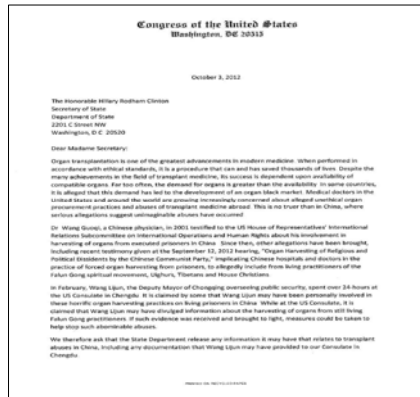 Congress of the United States
Washington, DC 20515
October 3, 2012
The Honorable Hillary Rodham Clinton
Secretary of State
Department of State
2201 C Street NW
Washington, D C 20520
Dear Madame Secretary:
Organ transplantation is one of the greatest advancements in modern medicine. When performed in
accordance with ethical standards, it is a procedure that can and has saved thousands of lives. Despite the
many achievements in the field of transplant medicine, its success is dependent upon availability of
compatible organs. Far too often, the demand for organs is greater than the availability. In some countries,
it is alleged that this demand has led to the development of an organ black market. Medical doctors in the
United States and around the world are growing increasingly concerned about alleged unethical organ
procurement practices and abuses of transplant medicine abroad. This is no truer than in China, where
serious allegations suggest unimaginable abuses have occurred
Dr Wang Guoqi, a Chinese physician, in 2001 testified to the US House of Representatives' International
Relations Subcommittee on International Operations and Human Rights about his involvement in
harvesting of organs from executed prisoners in China Since then, other allegations have been brought,
including recent testimony given at the September 12, 2012 hearing, "Organ Harvesting of Religious and
Political Dissidents by the Chinese Communist Party," implicating Chinese hospitals and doctors in the
practice of forced organ harvesting from prisoners, to allegedly include from living practitioners of the
Falun Gong spiritual movement, Uighurs, Tibetans and House Christians
In February, Wang Lijun, the Deputy Mayor of Chongqing overseeing public security, spent over 24-hours at
the US Consulate in Chengdu It is claimed by some that Wang Lijun may have been personally involved in
these horrific organ harvesting practices on living prisoners in China While at the US Consulate, it is
claimed that Wang Lijun may have divulged information about the harvesting of organs from still living
Falun Gong practitioners If such evidence was received and brought to light, measures could be taken to
help stop such abominable abuses.
We therefore ask that the State Department release any information it may have that relates to transplant
abuses in China, including any documentation that Wang Lijun may have provided to our Consulate in
Chengdu